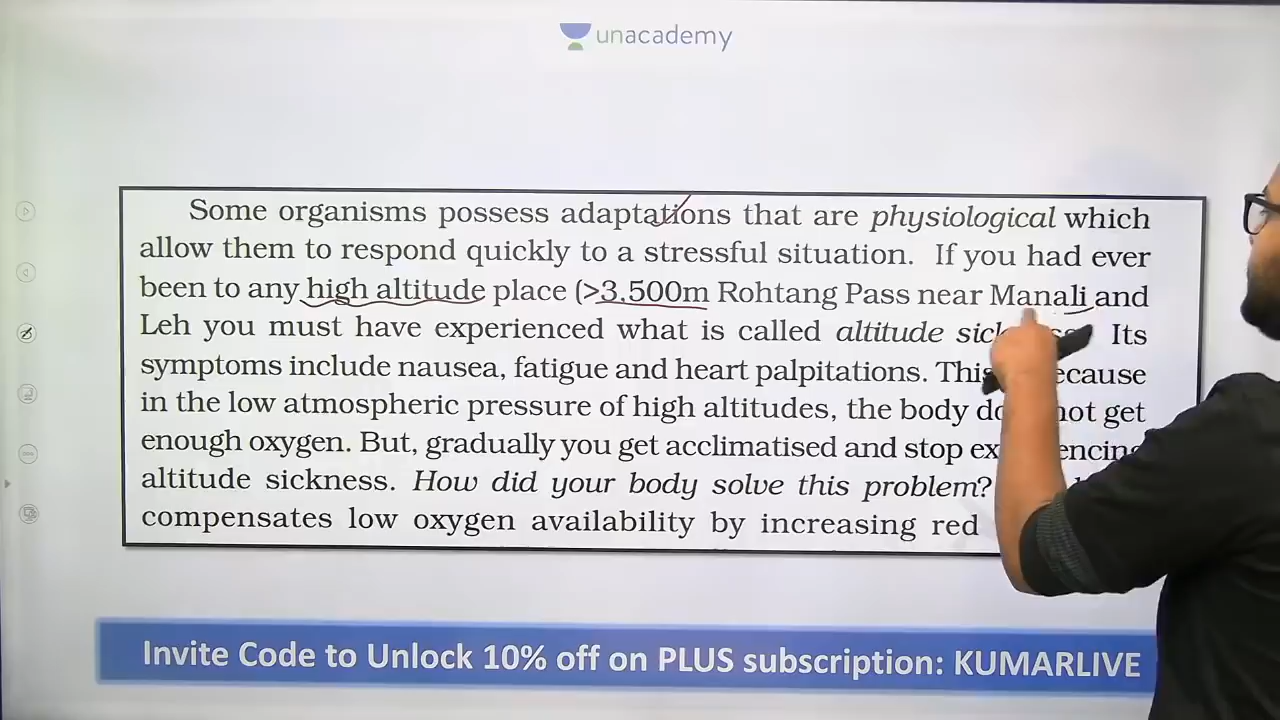 unacademy
Some organisms possess adaptations that are physiological which
allow them to respond quickly to a stressful situation. If you had ever
been to any high altitude place (>3,500m Rohtang Pass near Manali and
Leh you must have experienced what is called altitude Its
symptoms include nausea, fatigue and heart palpitations. This
in the low atmospheric pressure of high altitudes, the body not get
enough oxygen. But, gradually you get acclimatised and stop
altitude sickness. How did your body solve this problem?
compensates low oxygen availability by increasing red
Invite Code to Unlock 10% off on PLUS subscription: KUMARLIVE